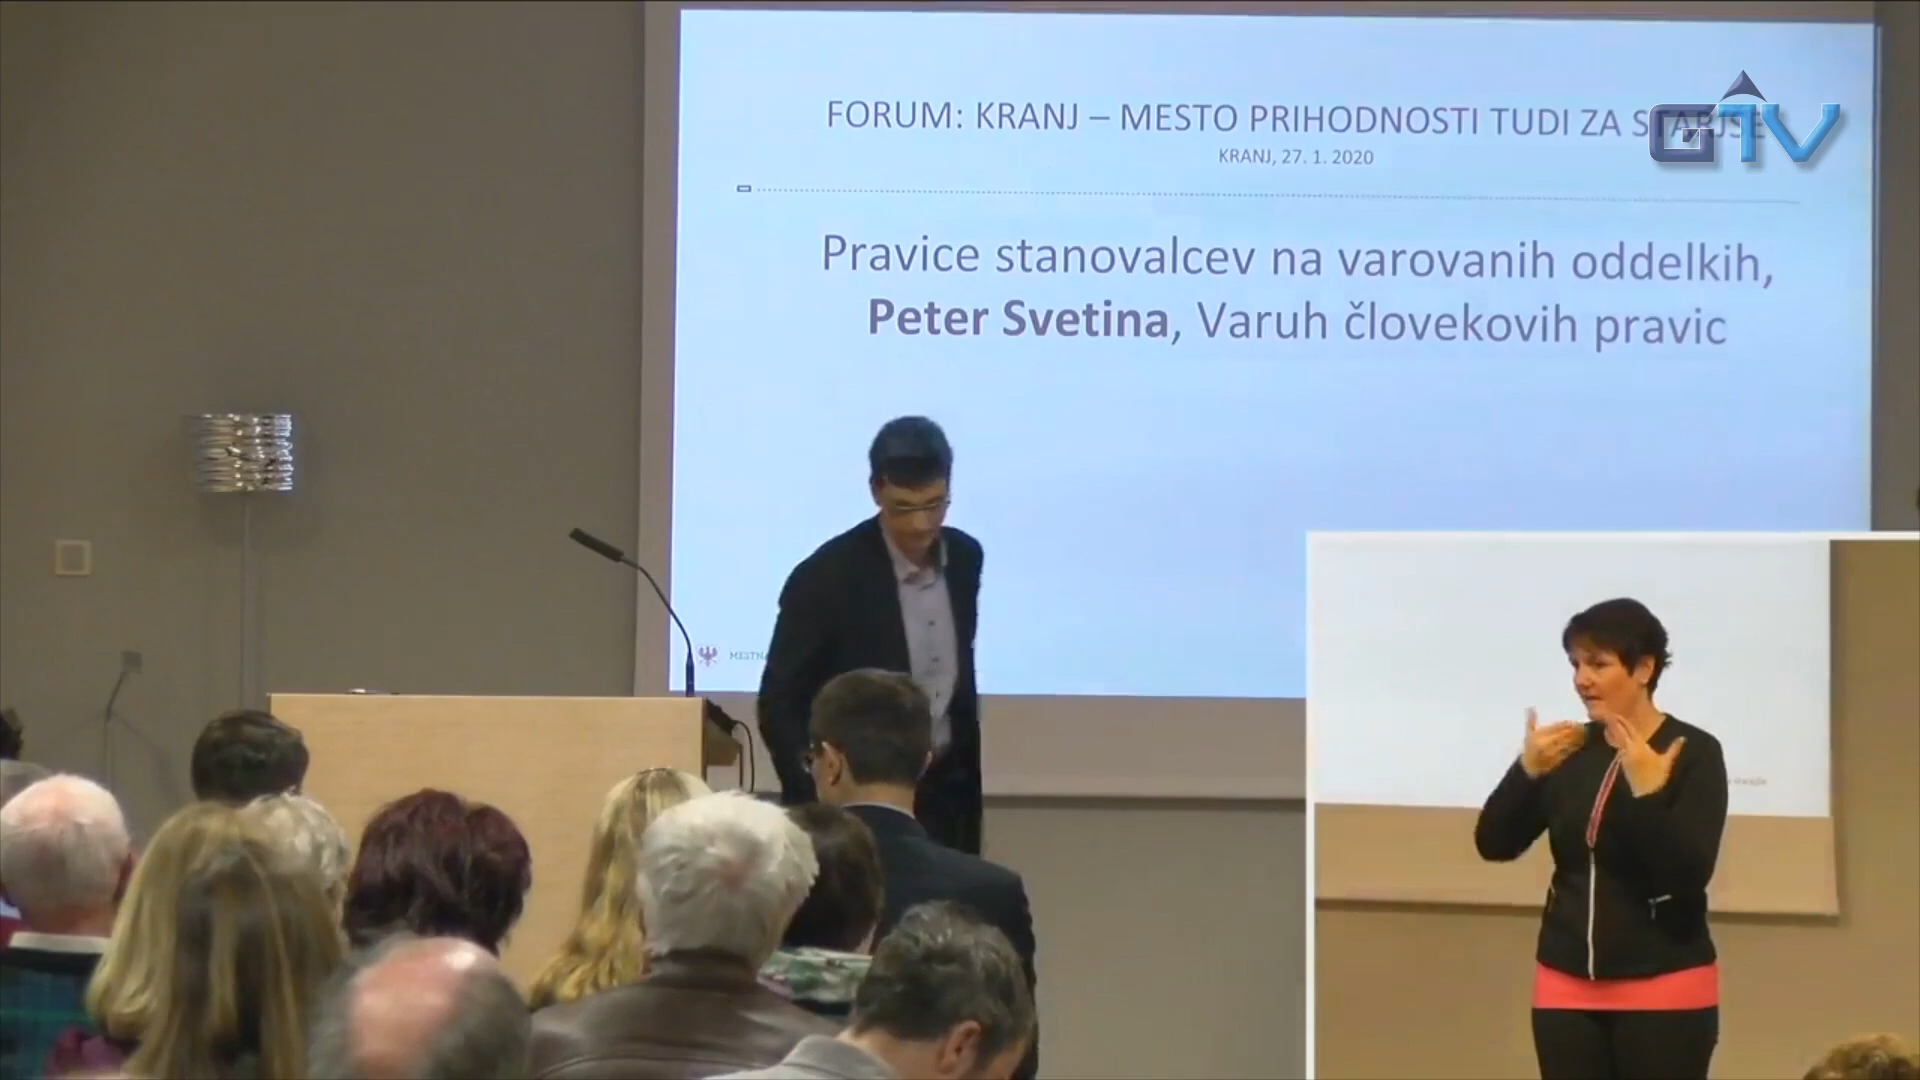 FORUM: KRANJ – MESTO PRIHODNOSTI TUDI ZA STAREJŠE
GTV
KRANJ, 27. 1. 2020
Pravice stanovalcev na varovanih oddelkih,
Peter Svetina, Varuh človekovih pravic
MESTNA